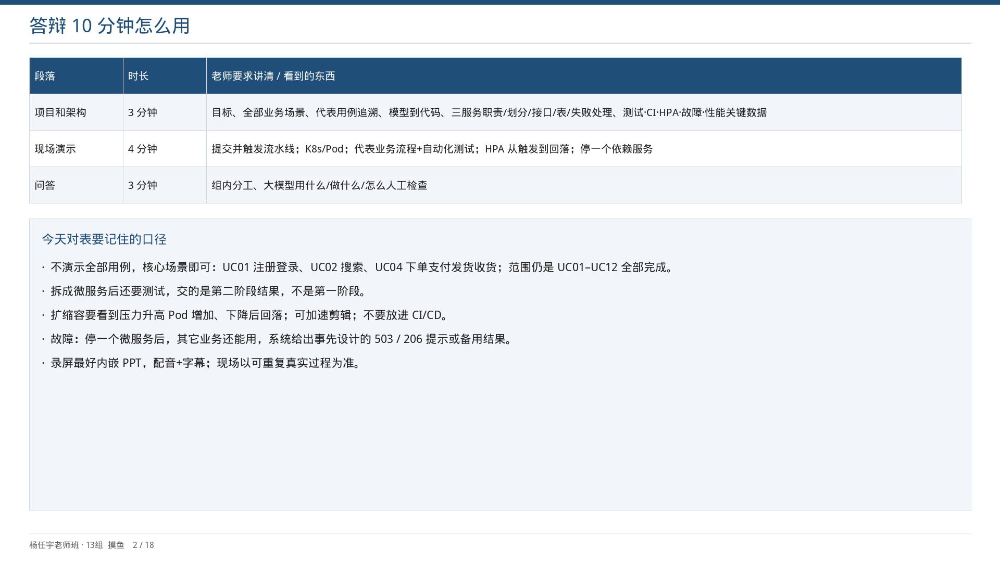 答辩 10 分钟怎么用
段落 时长 老师要求讲清 / 看到的东西
项目和架构 3 分钟 目标、全部业务场景、代表用例追溯、模型到代码、三服务职责/划分/接口/表/失败处理、测试·CI·HPA·故障·性能关键数据
现场演示 4 分钟 提交并触发流水线；K8s/Pod；代表业务流程+自动化测试；HPA 从触发到回落；停一个依赖服务
问答 3 分钟 组内分工、大模型用什么/做什么/怎么人工检查
今天对表要记住的口径
· 不演示全部用例，核心场景即可：UC01 注册登录、UC02 搜索、UC04 下单支付发货收货；范围仍是 UC01–UC12 全部完成。
· 拆成微服务后还要测试，交的是第二阶段结果，不是第一阶段。
· 扩缩容要看到压力升高 Pod 增加、下降后回落；可加速剪辑；不要放进 CI/CD。
· 故障：停一个微服务后，其它业务还能用，系统给出事先设计的 503 / 206 提示或备用结果。
· 录屏最好内嵌 PPT，配音+字幕；现场以可重复真实过程为准。
杨任宇老师班 · 13组 摸鱼 2 / 18